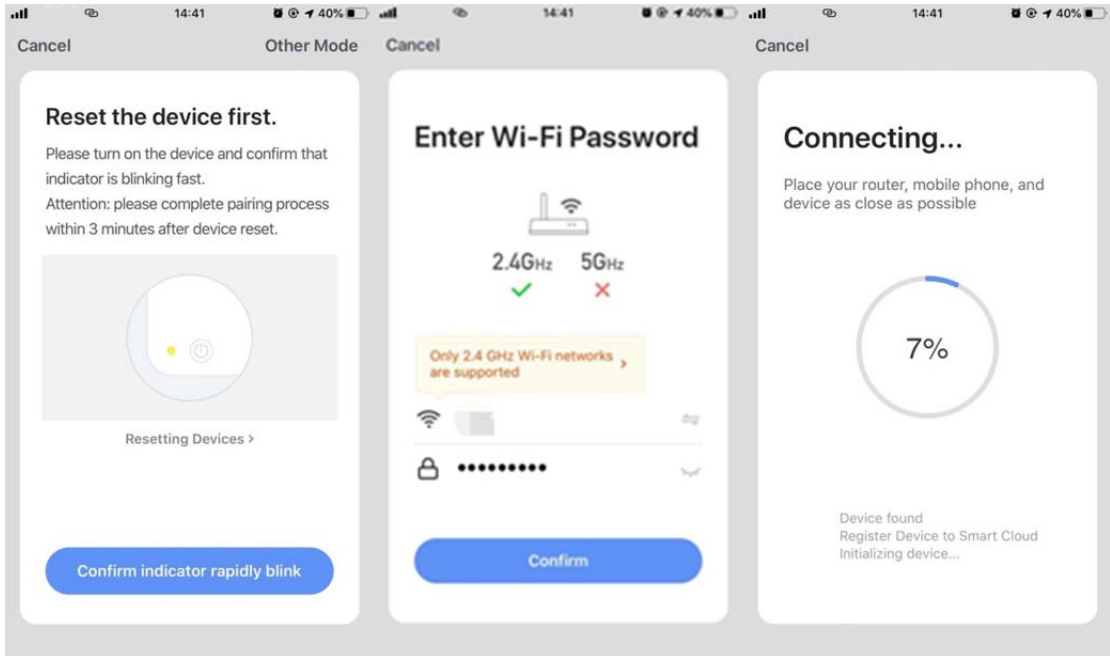 14:41
40%
Cancel
Other Mode
Reset the device first.
Please turn on the device and confirm that
indicator is blinking fast.
Attention: please complete pairing process
within 3 minutes after device reset.
Resetting Devices >
Confirm indicator rapidly blink
14:41
40%
Cancel
Enter Wi-Fi Password
2.4GHz 5GHz
Only 2.4 GHz Wi-Fi networks >
are supported
•••••••••
Confirm
14:41
40%
Cancel
Connecting...
Place your router, mobile phone, and
device as close as possible
7%
Device found
Register Device to Smart Cloud
Initializing device...